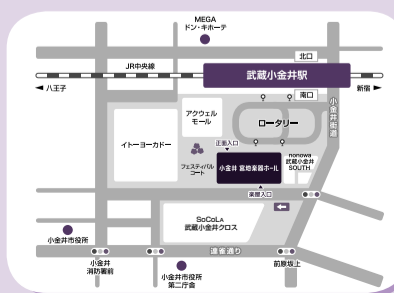 MEGA
ドン・キホーテ
北口
JR中央線
武蔵小金井駅
八王子
新宿
南口
小金井街道
アクウェル
モール
ロータリー
イトーヨーカドー
正面入口
nonowa
武蔵小金井
SOUTH
フェスティバル
コート
小金井 宮地楽器ホール
楽屋入口
SoCoLA
武蔵小金井クロス
小金井市役所
連雀通り
小金井
消防署前
前原坂上
小金井市役所
第二庁舎